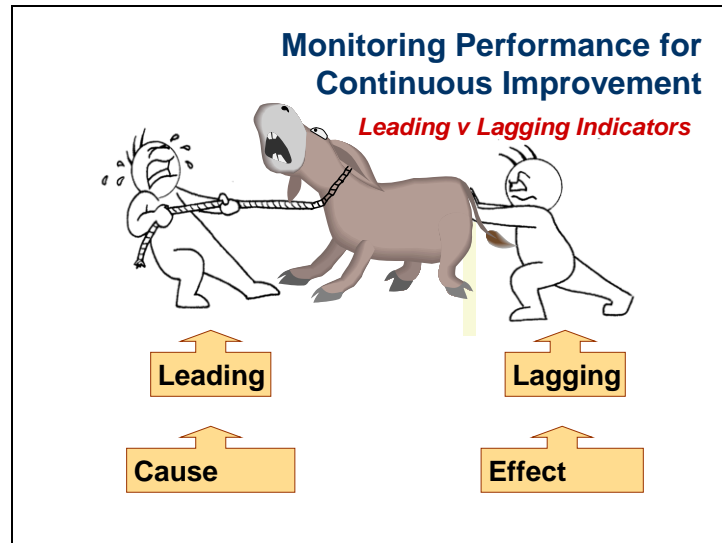 Monitoring Performance for
Continuous Improvement
Leading v Lagging Indicators
Leading
Lagging
Cause
Effect